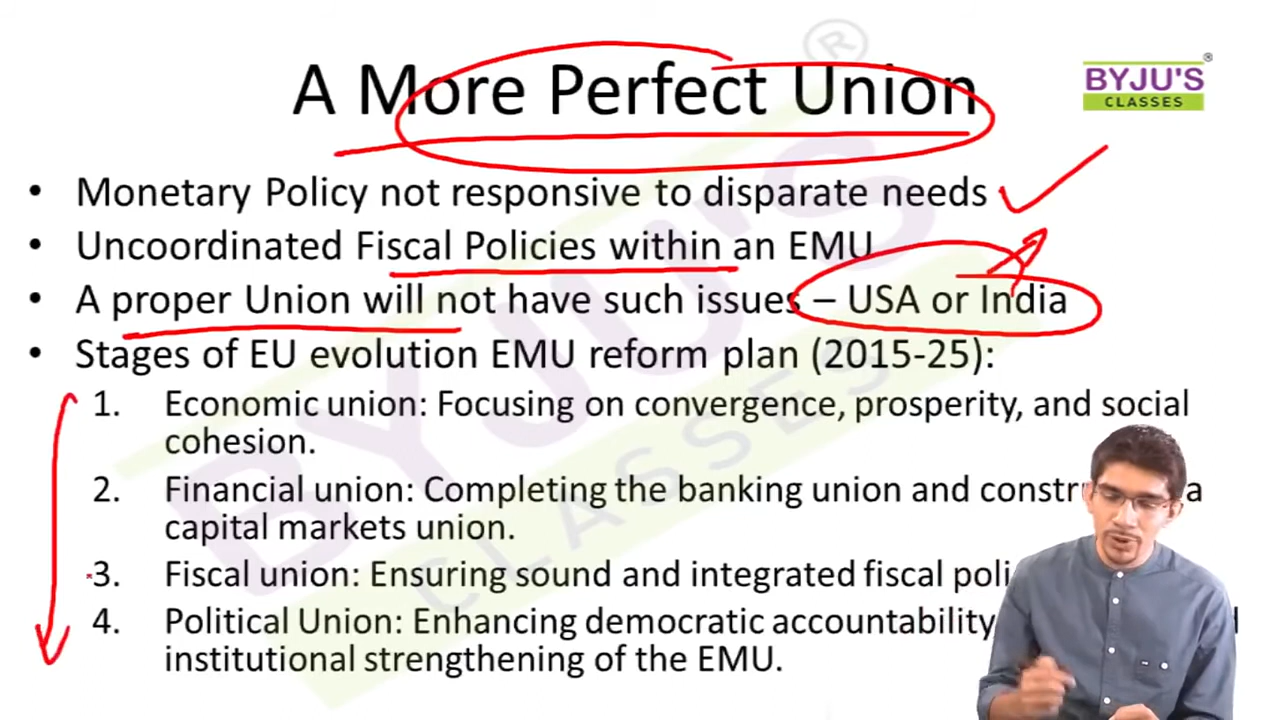 A More Perfect Union
BYJU'S
CLASSES
• Monetary Policy not responsive to disparate needs
• Uncoordinated Fiscal Policies within an EMU
• A proper Union will not have such issues – USA or India
• Stages of EU evolution EMU reform plan (2015-25):
1. Economic union: Focusing on convergence, prosperity, and social
cohesion.
2. Financial union: Completing the banking union and a
capital markets union.
3. Fiscal union: Ensuring sound and integrated fiscal
4. Political Union: Enhancing democratic accountability
institutional strengthening of the EMU.
BYJU'S
CLASSES